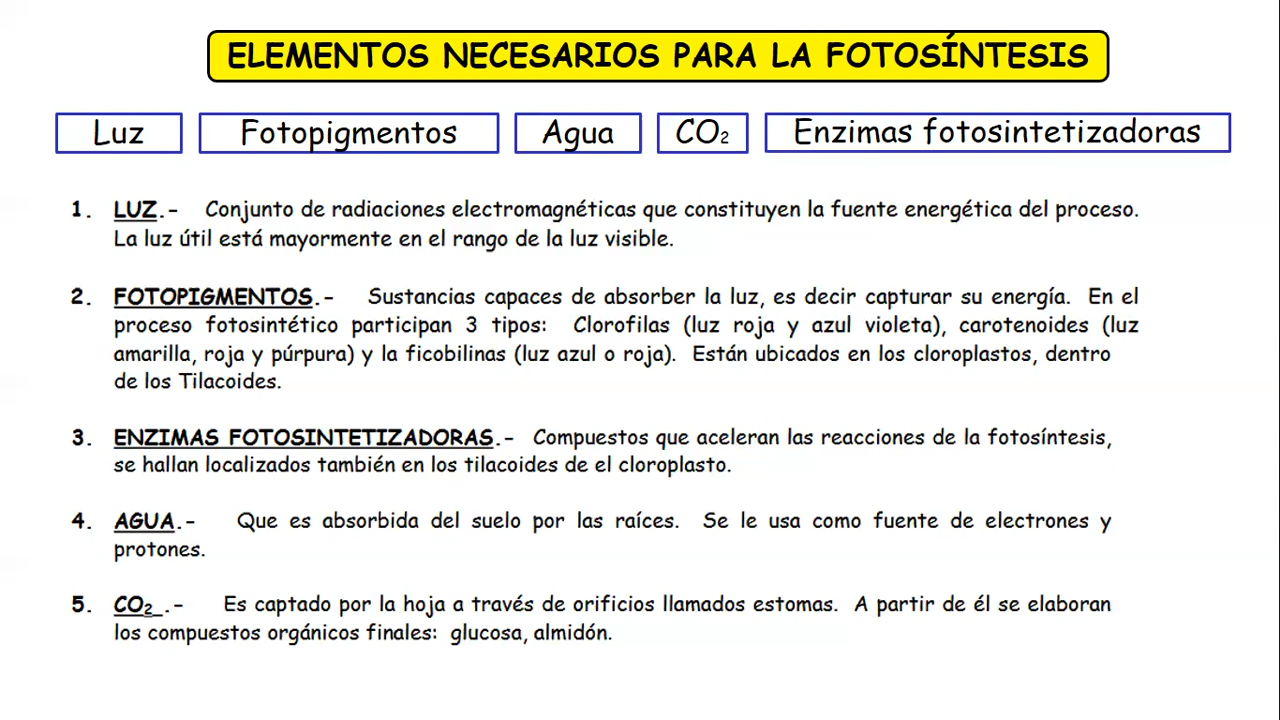 ELEMENTOS NECESARIOS PARA LA FOTOSÍNTESIS
Luz Fotopigmentos Agua CO₂ Enzimas fotosintetizadoras
1. LUZ.- Conjunto de radiaciones electromagnéticas que constituyen la fuente energética del proceso.
La luz útil está mayormente en el rango de la luz visible.
2. FOTOPIGMENTOS.- Sustancias capaces de absorber la luz, es decir capturar su energía. En el
proceso fotosintético participan 3 tipos: Clorofilas (luz roja y azul violeta), carotenoides (luz
amarilla, roja y púrpura) y la ficobilinas (luz azul o roja). Están ubicados en los cloroplastos, dentro
de los Tilacoides.
3. ENZIMAS FOTOSINTETIZADORAS.- Compuestos que aceleran las reacciones de la fotosíntesis,
se hallan localizados también en los tilacoides de el cloroplasto.
4. AGUA.- Que es absorbida del suelo por las raíces. Se le usa como fuente de electrones y
protones.
5. CO₂ .- Es captado por la hoja a través de orificios llamados estomas. A partir de él se elaboran
los compuestos orgánicos finales: glucosa, almidón.